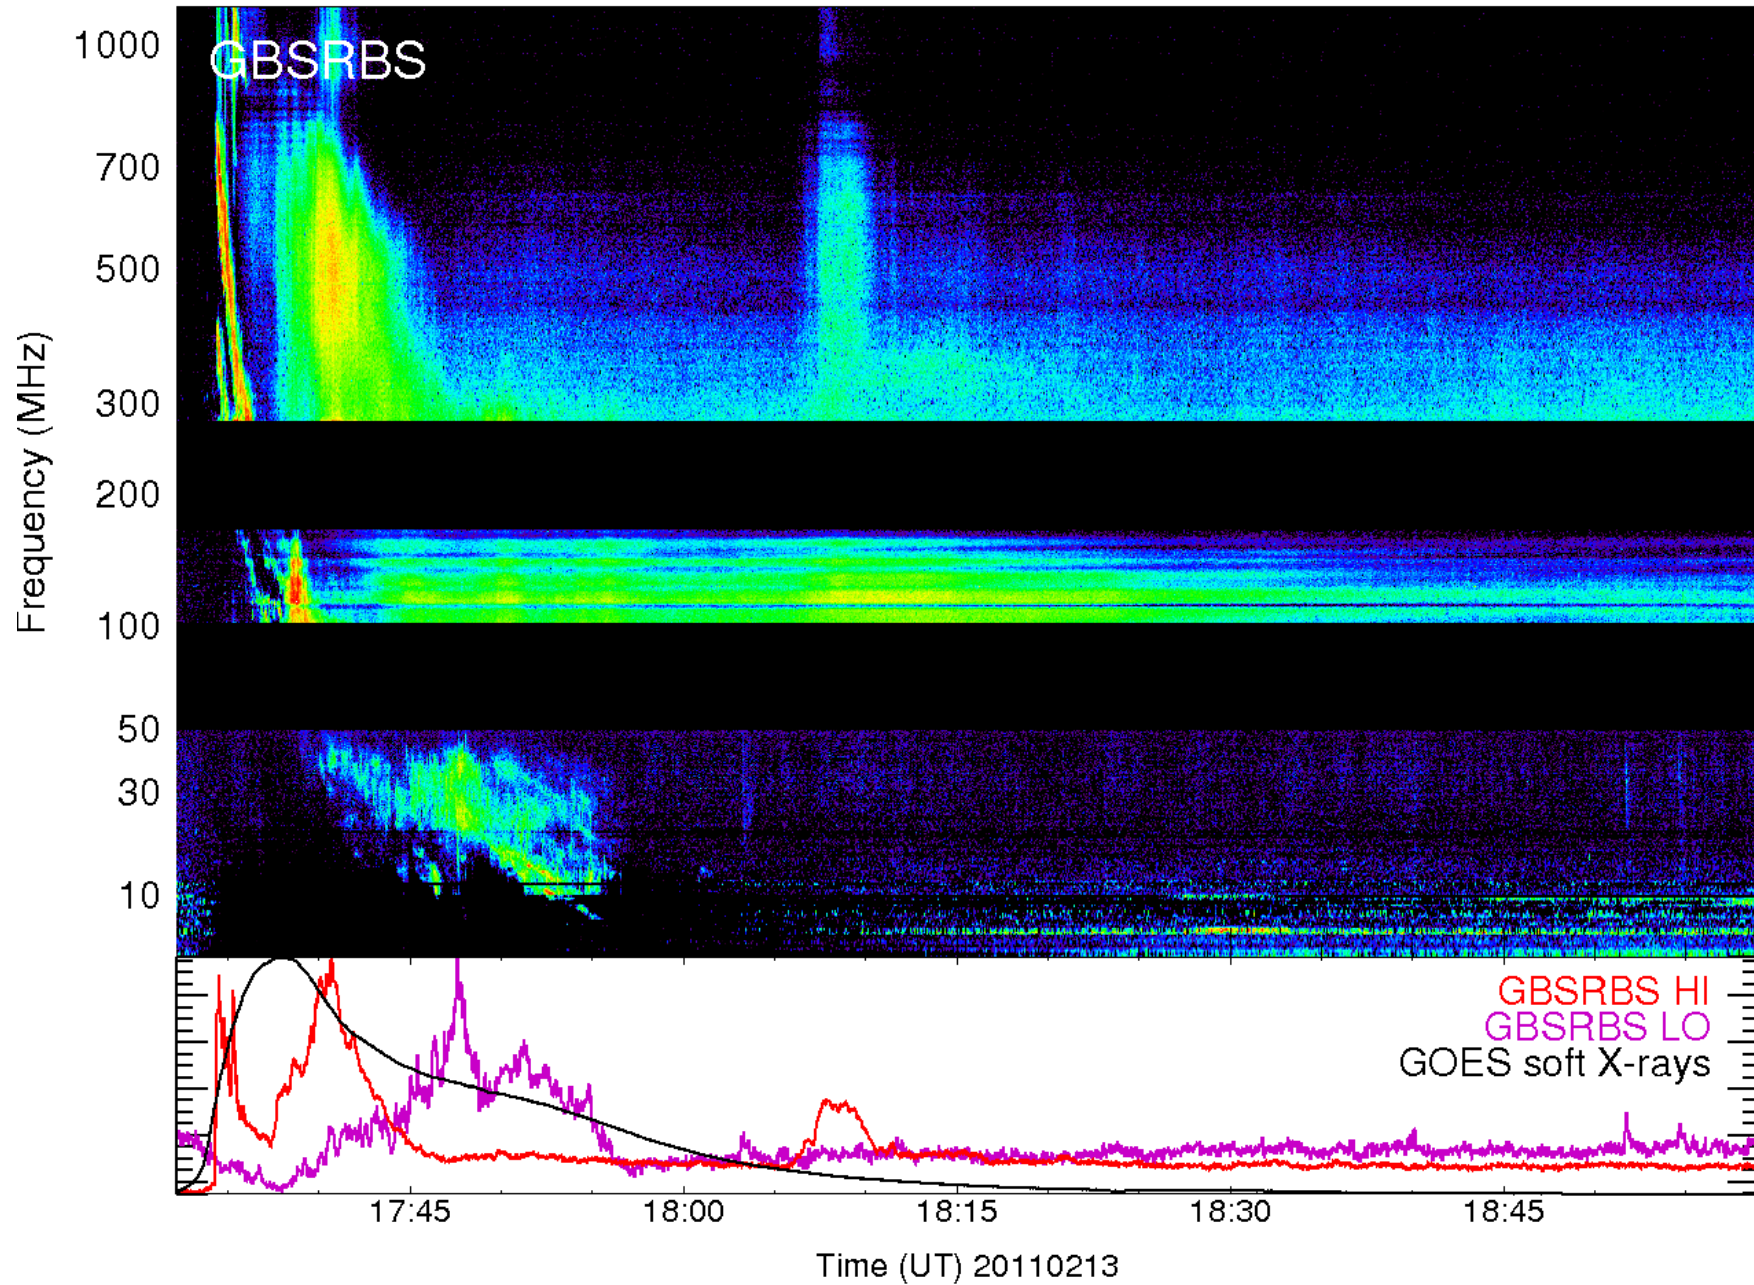 GBSRBS
1000
700
500
300
200
100
50
30
10
Frequency (MHz)
GBSRBS HI
GBSRBS LO
GOES soft X-rays
17:45 18:00 18:15 18:30 18:45
Time (UT) 20110213